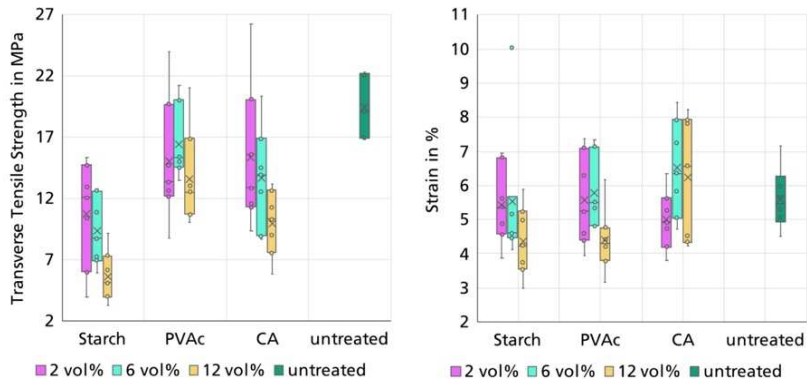 Transverse Tensile Strength in MPa
27
22
17
12
7
2
Starch PVAc CA untreated
2 vol% 6 vol% 12 vol% untreated
Strain in %
11
10
9
8
7
6
5
4
3
2
Starch PVAc CA untreated
2 vol% 6 vol% 12 vol% untreated